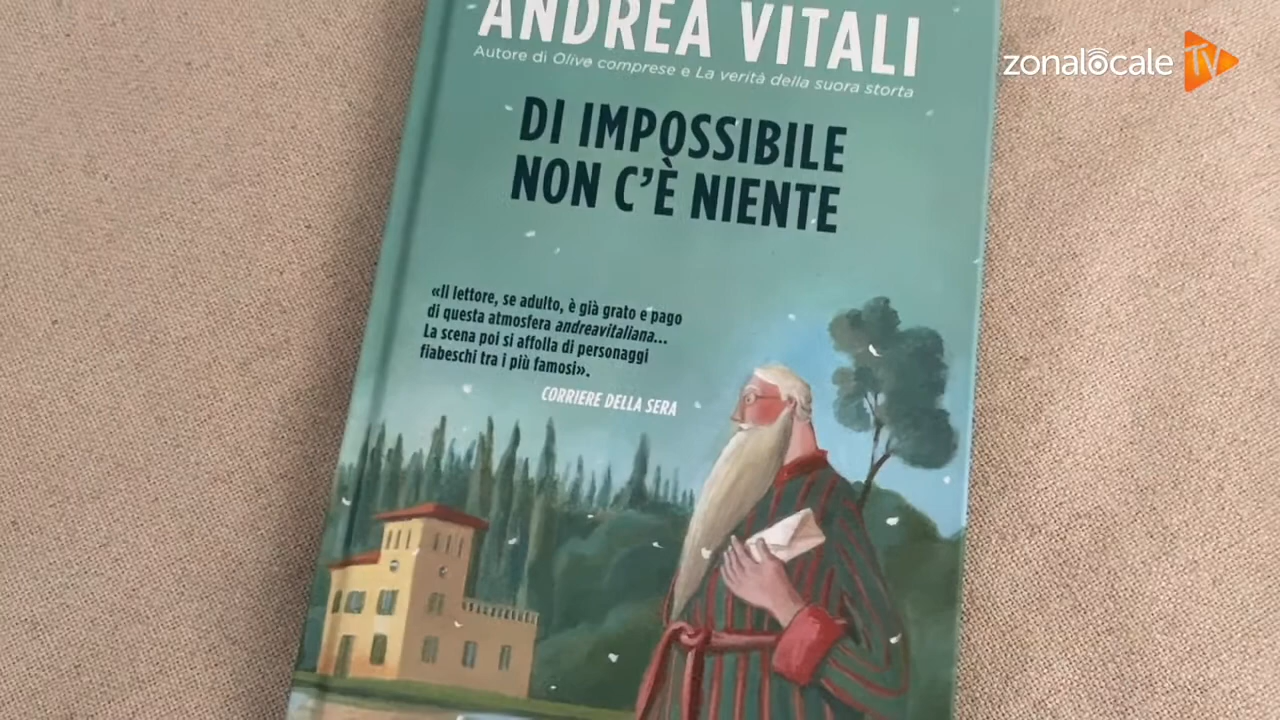 ANDREA VITALI
Autore di Olive comprese e La verità della suora storta
DI IMPOSSIBILE
NON C'È NIENTE
«Il lettore, se adulto, è già grato e pago
di questa atmosfera andreavitaliana...
La scena poi si affolla di personaggi
fiabeschi tra i più famosi».
CORRIERE DELLA SERA
zonalocale TV